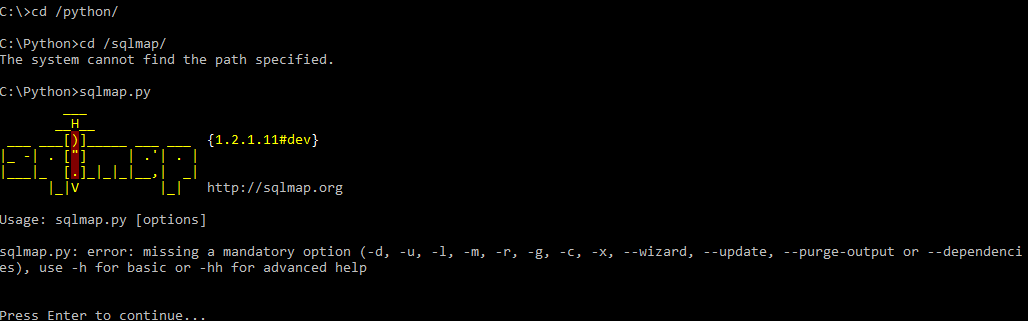 C:\>cd /python/
C:\Python>cd /sqlmap/
The system cannot find the path specified.
C:\Python>sqlmap.py
        ___
       __H__
 ___ ___[)]_____ ___ ___  {1.2.1.11#dev}
|_ -| . ["]     | .'| . |
|___|_  [.]_|_|_|__,|  _|
      |_|V          |_|   http://sqlmap.org
Usage: sqlmap.py [options]
sqlmap.py: error: missing a mandatory option (-d, -u, -l, -m, -r, -g, -c, -x, --wizard, --update, --purge-output or --dependenci
es), use -h for basic or -hh for advanced help
Press Enter to continue...